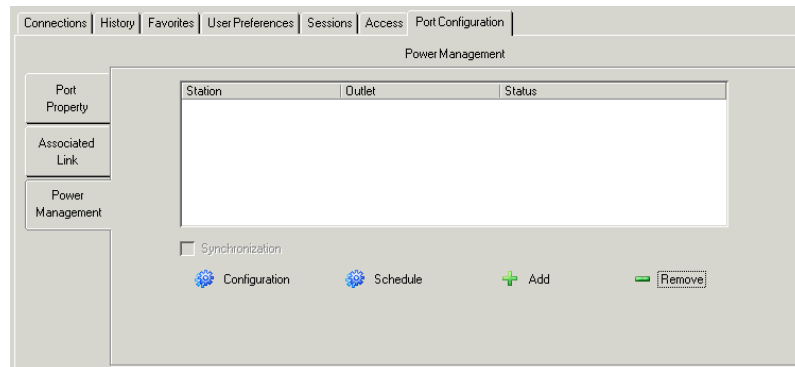 Connections History Favorites User Preferences Sessions Access Port Configuration
Power Management
Port
Property
Associated
Link
Power
Management
Station Outlet Status
Synchronization
Configuration Schedule Add Remove